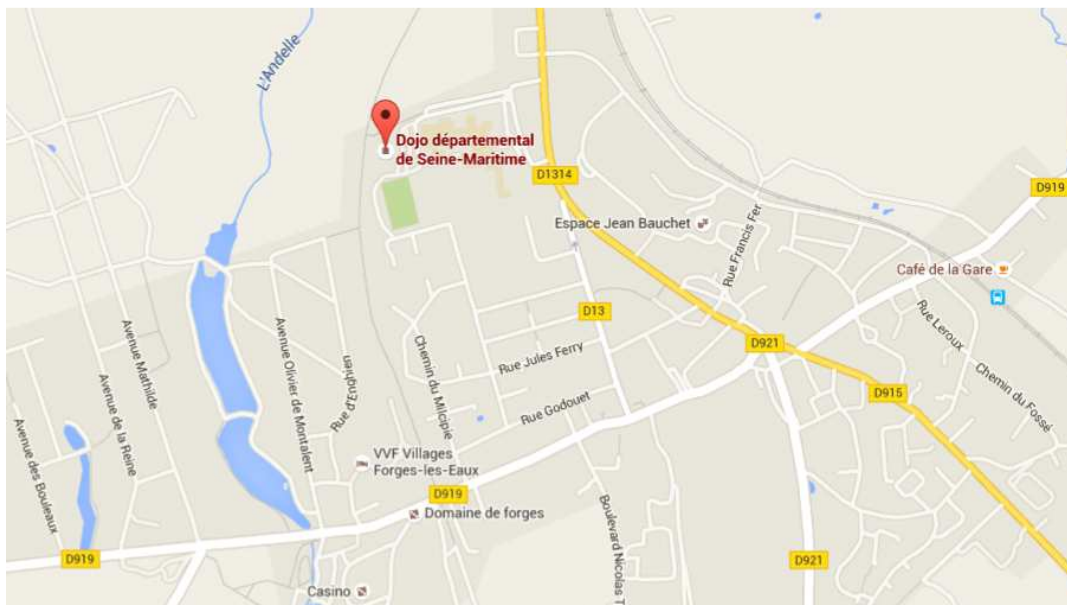 L'Andelle
Dojo départemental
de Seine-Maritime
D1314
D919
Espace Jean Bauchet
Rue Francis Fer
Café de la Gare
D13
D921
Rue Leroux
Avenue Mathilde
Avenue Olivier de Montalent
Rue d'Enghien
Chemin du Milcipie
Rue Jules Ferry
Chemin du Fossé
D915
Avenue de la Reine
Rue Godouet
Avenue des Bouleaux
VVF Villages
Forges-les-Eaux
D919
Domaine de forges
Boulevard Nicolas T
D919
D921
Casino